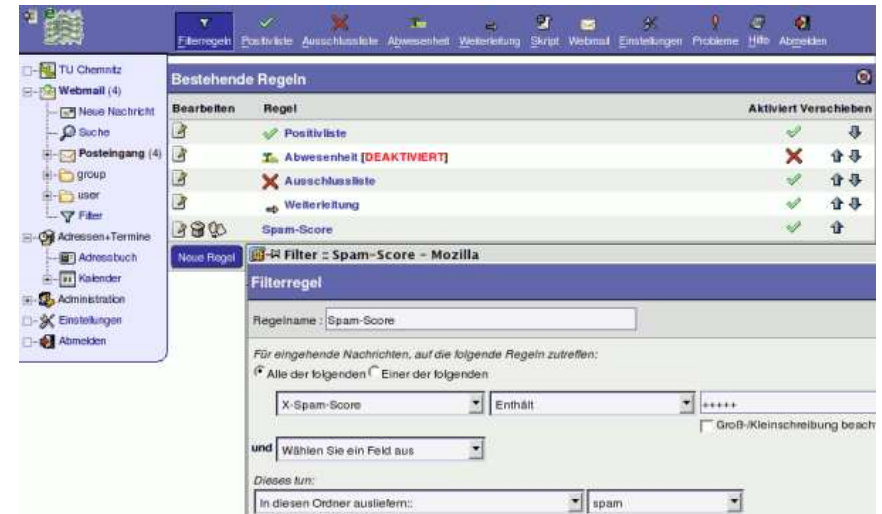 Filterregeln Positivliste Ausschlussliste Abwesenheit Weiterleitung Skript Webmail Einstellungen Probleme Hilfe Abmelden
TU Chemnitz
Webmail (4)
Neue Nachricht
Suche
Posteingang (4)
group
user
Filter
Adressen+Termine
Adressbuch
Kalender
Administration
Einstellungen
Abmelden
Bestehende Regeln
Bearbeiten Regel Aktiviert Verschieben
Positivliste
Abwesenheit [DEAKTIVIERT]
Ausschlussliste
Weiterleitung
Spam-Score
Neue Regel
Filter :: Spam-Score - Mozilla
Filterregel
Regelname : Spam-Score
Für eingehende Nachrichten, auf die folgende Regeln zutreffen:
Alle der folgenden Einer der folgenden
X-Spam-Score Enthält +++++
Groß-/Kleinschreibung beach
und Wählen Sie ein Feld aus
Dieses tun:
In diesen Ordner ausliefern:: spam